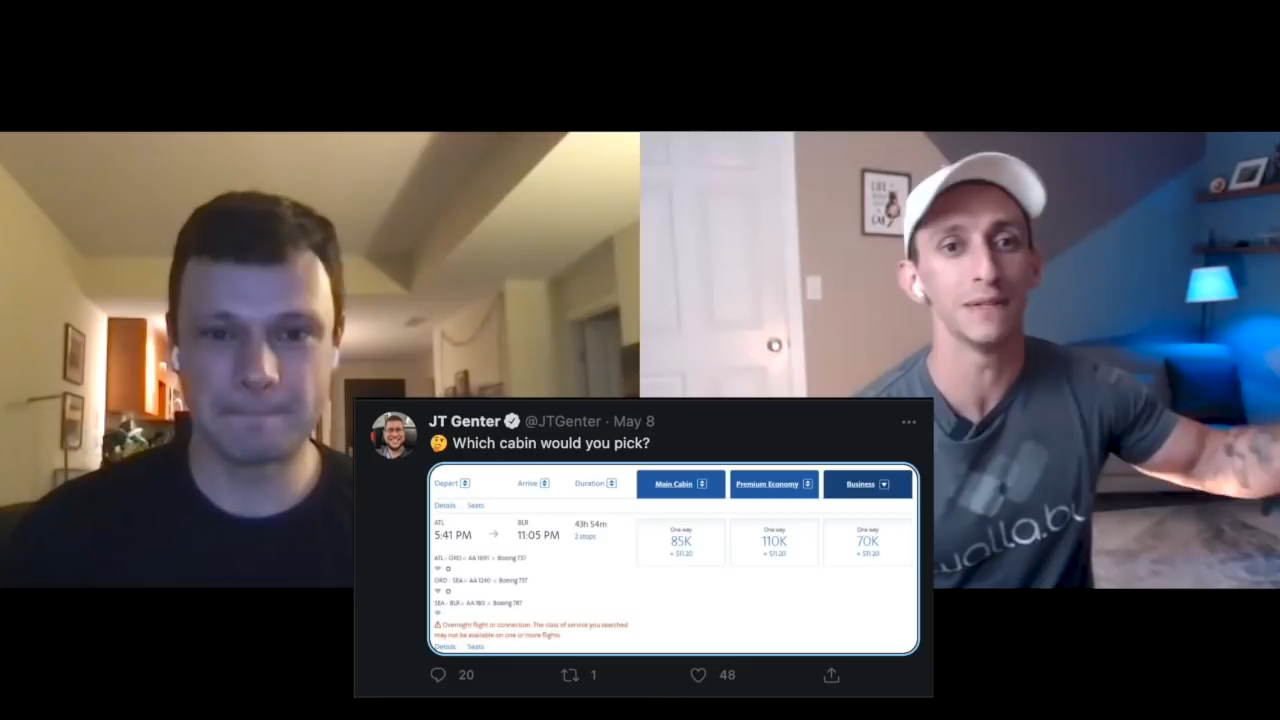 LIFE
CAT
walla.by
JT Genter @JTGenter · May 8
🤔 Which cabin would you pick?
Depart Arrive Duration Main Cabin Premium Economy Business
Details Seats
ATL BLR 43h 54m One way One way One way
5:41 PM → 11:05 PM 2 stops 85K 110K 70K
+ $11.20 + $11.20 + $11.20
ATL - ORD AA 1691 Boeing 737
ORD - SEA AA 1240 Boeing 737
SEA - BLR AA 180 Boeing 787
Overnight flight or connection. The class of service you searched
may not be available on one or more flights
Details Seats
20 1 48